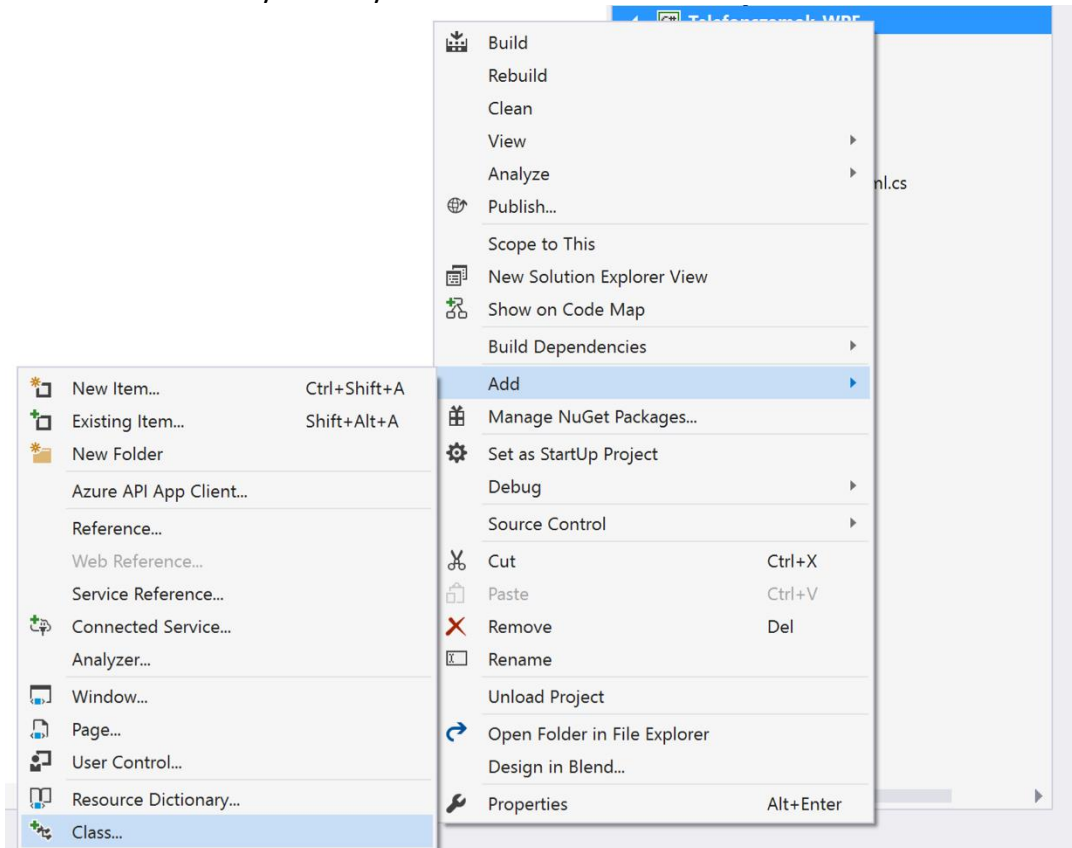 Build
Rebuild
Clean
View
Analyze
ml.cs
Publish...
Scope to This
New Solution Explorer View
Show on Code Map
Build Dependencies
Add
Manage NuGet Packages...
Set as StartUp Project
Debug
Source Control
Cut Ctrl+X
Paste Ctrl+V
Remove Del
Rename
Unload Project
Open Folder in File Explorer
Design in Blend...
Properties Alt+Enter
New Item... Ctrl+Shift+A
Existing Item... Shift+Alt+A
New Folder
Azure API App Client...
Reference...
Web Reference...
Service Reference...
Connected Service...
Analyzer...
Window...
Page...
User Control...
Resource Dictionary...
Class...